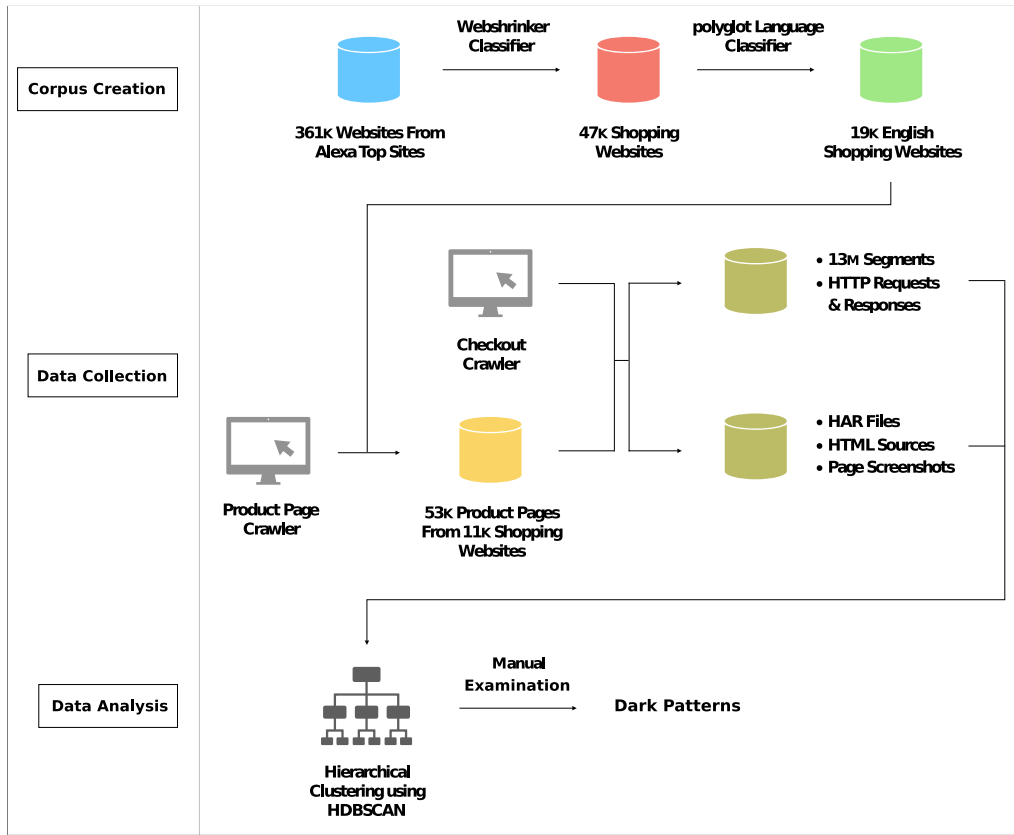 Corpus Creation
Webshrinker
Classifier
polyglot Language
Classifier
361K Websites From
Alexa Top Sites
47K Shopping
Websites
19K English
Shopping Websites
Data Collection
Checkout
Crawler
• 13M Segments
• HTTP Requests
& Responses
Product Page
Crawler
53K Product Pages
From 11K Shopping
Websites
• HAR Files
• HTML Sources
• Page Screenshots
Data Analysis
Hierarchical
Clustering using
HDBSCAN
Manual
Examination
Dark Patterns